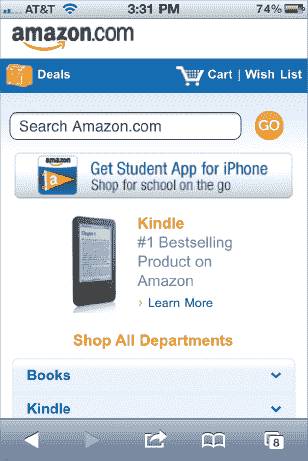 AT&T 3:31 PM 74%
amazon.com
Deals Cart | Wish List
Search Amazon.com GO
amazon Get Student App for iPhone
a Shop for school on the go
Kindle
#1 Bestselling
Product on
Amazon
› Learn More
Shop All Departments
Books
Kindle
8